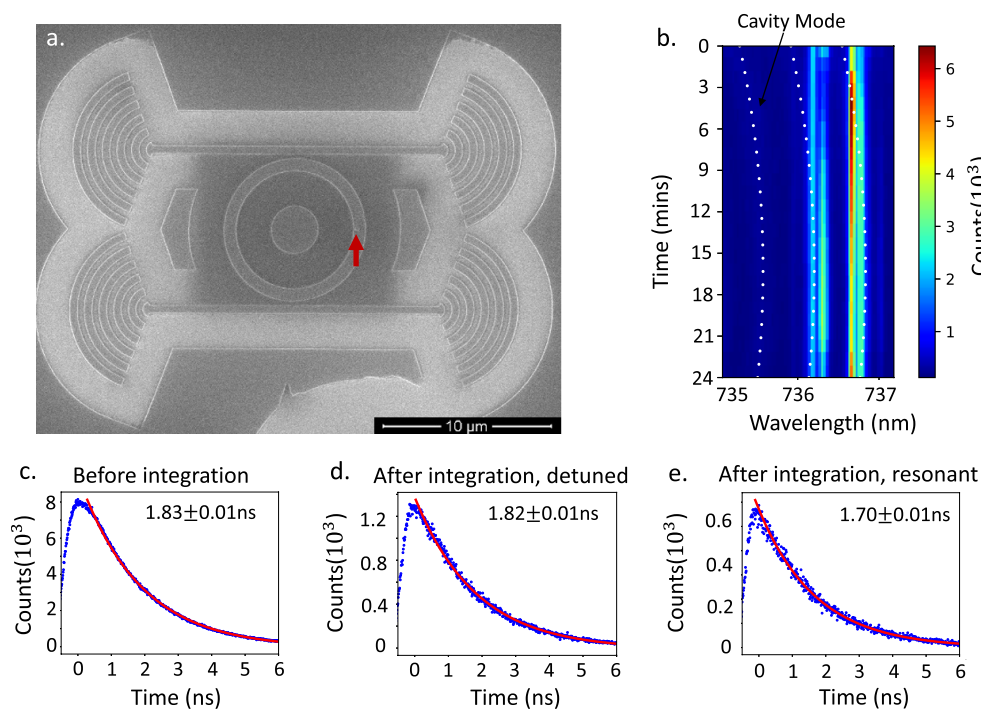 a.
10 µm
b.
Cavity Mode
0
3
6
9
12
15
18
21
24
Time (mins)
735
736
737
Wavelength (nm)
6
5
4
3
2
1
Counts(10³)
c.
Before integration
1.83±0.01ns
8
6
4
2
0
Counts(10³)
0 1 2 3 4 5 6
Time (ns)
d.
After integration, detuned
1.82±0.01ns
1.2
0.8
0.4
0
Counts(10³)
0 1 2 3 4 5 6
Time (ns)
e.
After integration, resonant
1.70±0.01ns
0.6
0.4
0.2
0
Counts(10³)
0 1 2 3 4 5 6
Time (ns)